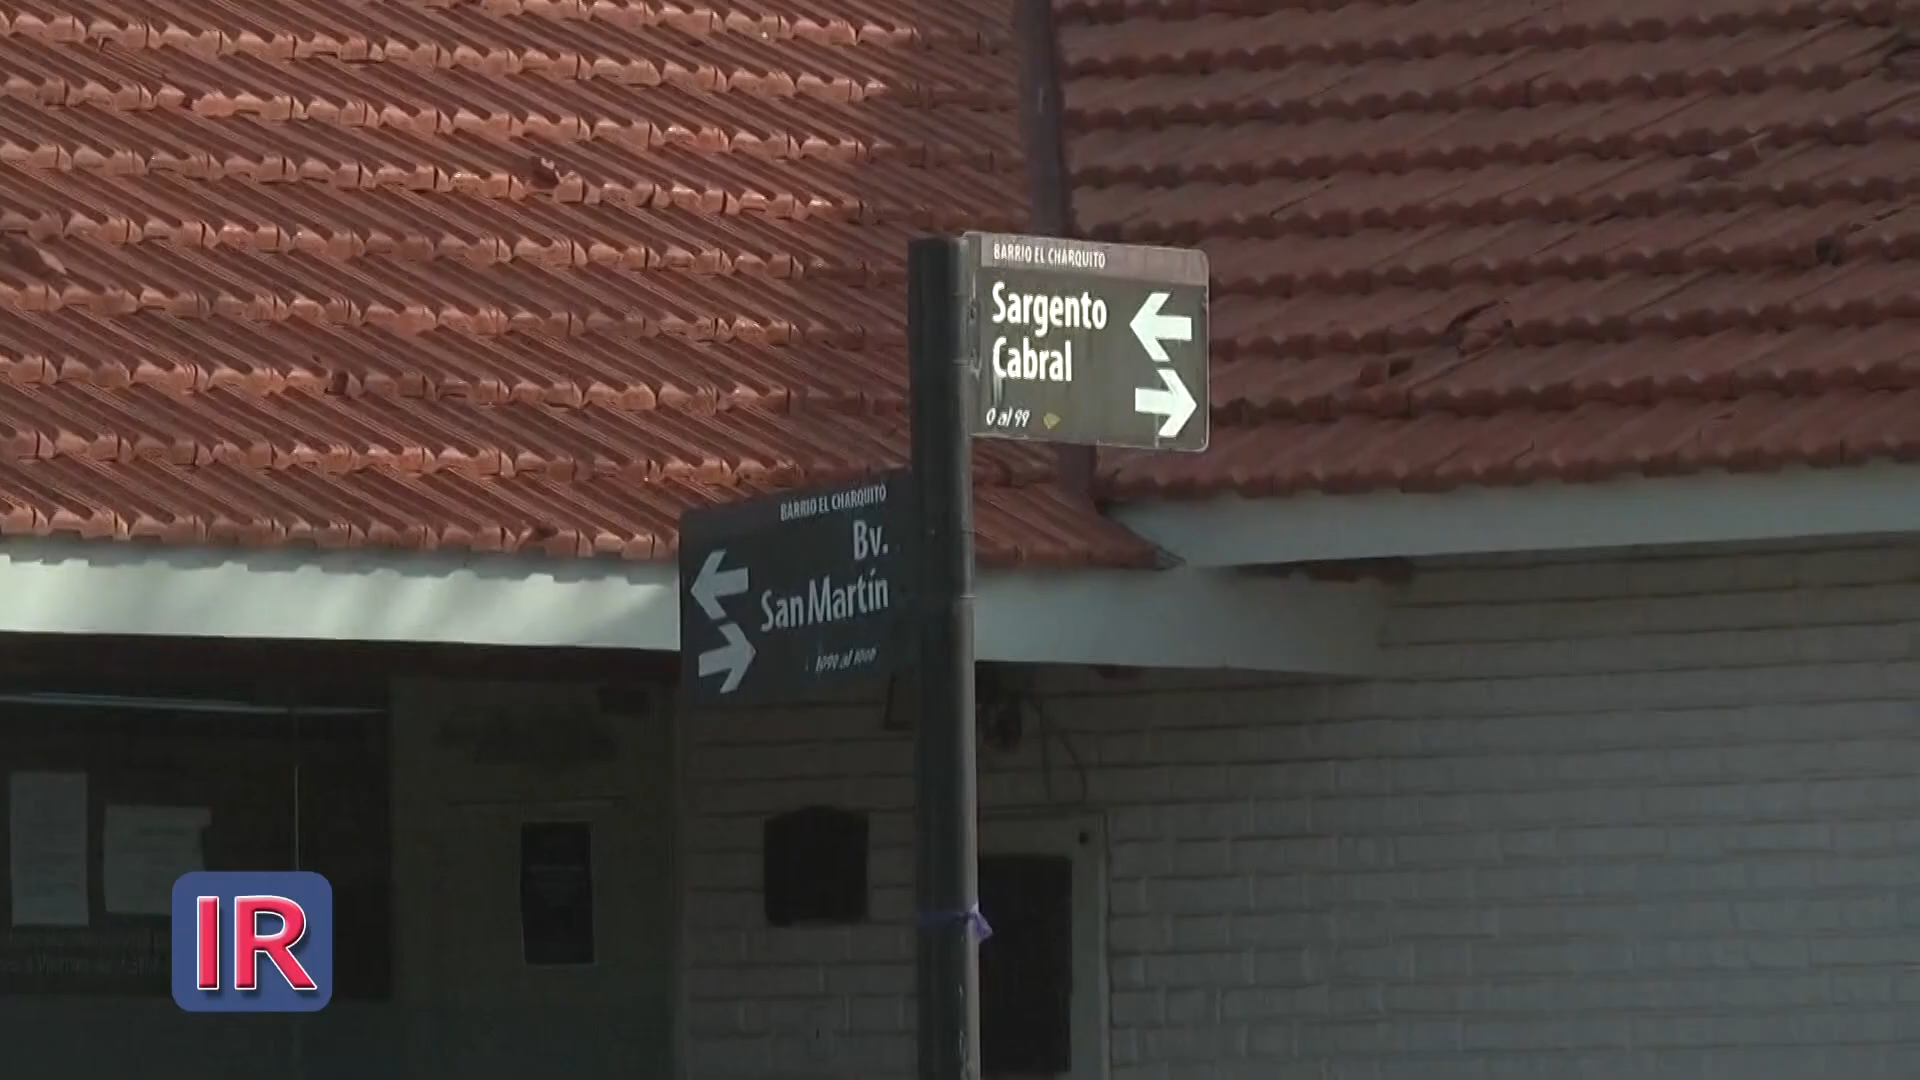 BARRIO EL CHARQUITO
Sargento
Cabral
0 al 99
BARRIO EL CHARQUITO
Bv.
San Martín
IR